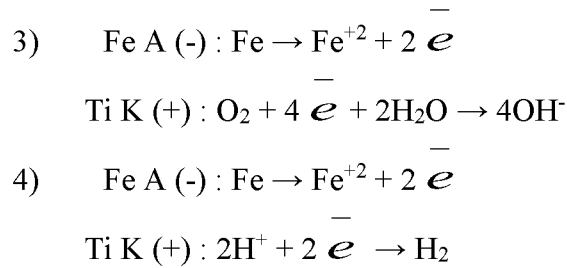 3) Fe A (-) : Fe → Fe⁺² + 2 e̅
Ti K (+) : O₂ + 4 e̅ + 2H₂O → 4OH⁻
4) Fe A (-) : Fe → Fe⁺² + 2 e̅
Ti K (+) : 2H⁺ + 2 e̅ → H₂